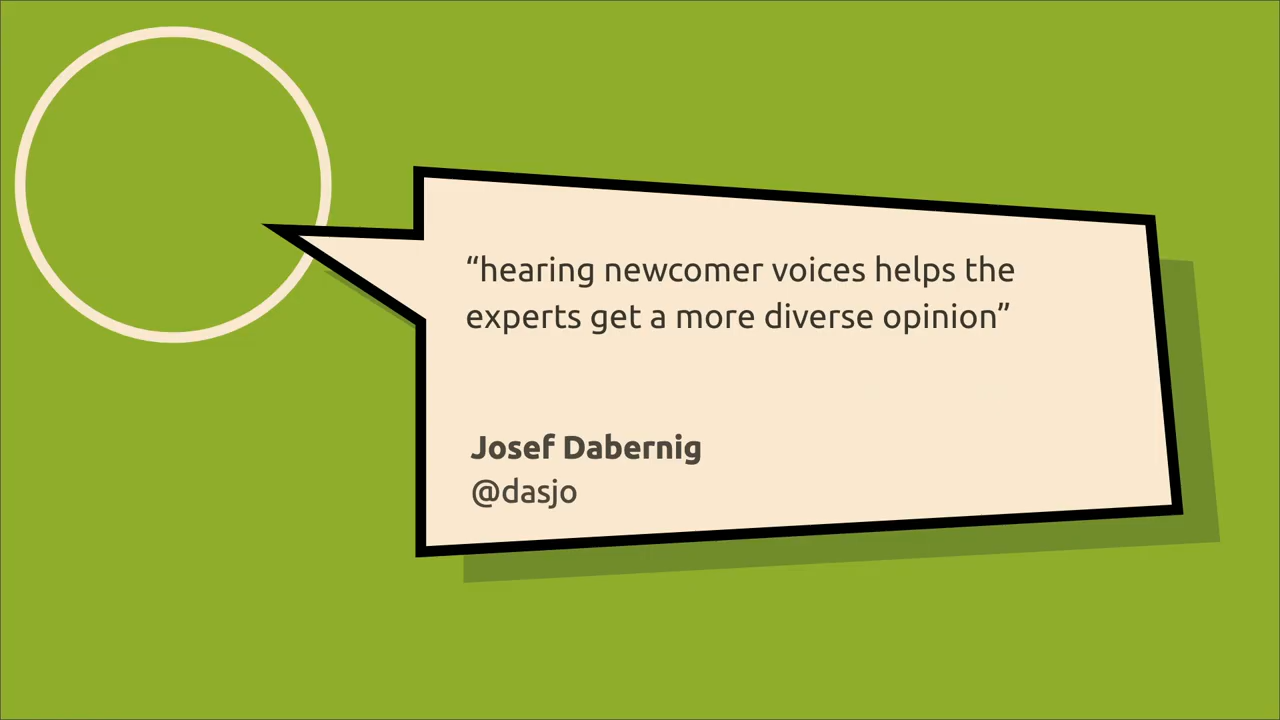 “hearing newcomer voices helps the
experts get a more diverse opinion”
Josef Dabernig
@dasjo